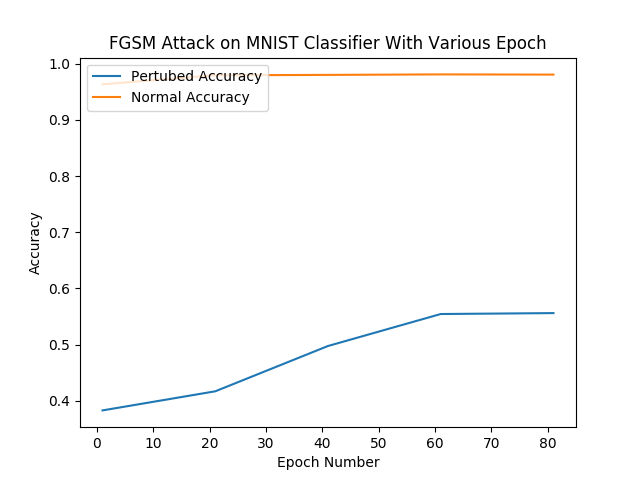 FGSM Attack on MNIST Classifier With Various Epoch
1.0
0.9
0.8
0.7
0.6
0.5
0.4
Accuracy
Pertubed Accuracy
Normal Accuracy
0 10 20 30 40 50 60 70 80
Epoch Number